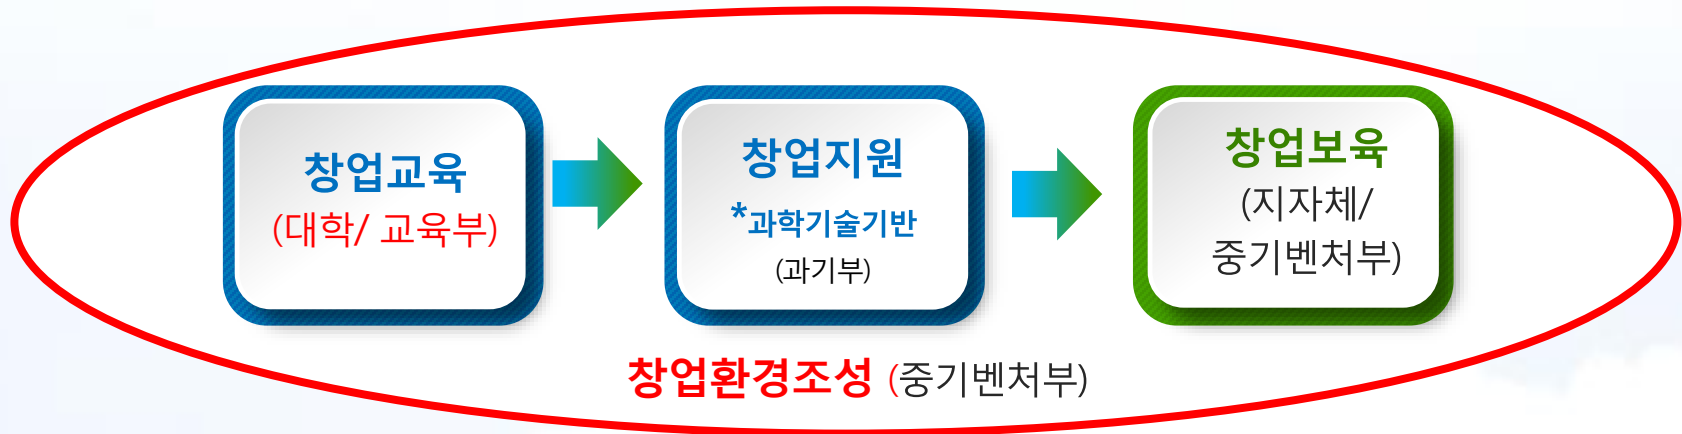 창업교육
(대학/ 교육부)
창업지원
*과학기술기반
(과기부)
창업보육
(지자체/
중기벤처부)
창업환경조성 (중기벤처부)